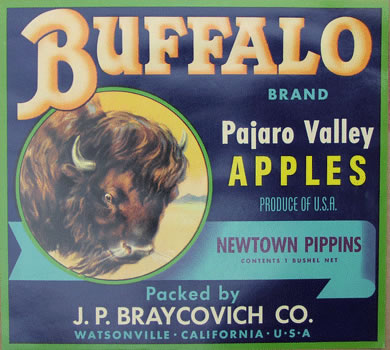 BUFFALO
BRAND
Pajaro Valley
APPLES
PRODUCE OF U.S.A.
NEWTOWN PIPPINS
CONTENTS 1 BUSHEL NET
Packed by
J. P. BRAYCOVICH CO.
WATSONVILLE · CALIFORNIA · U · S · A